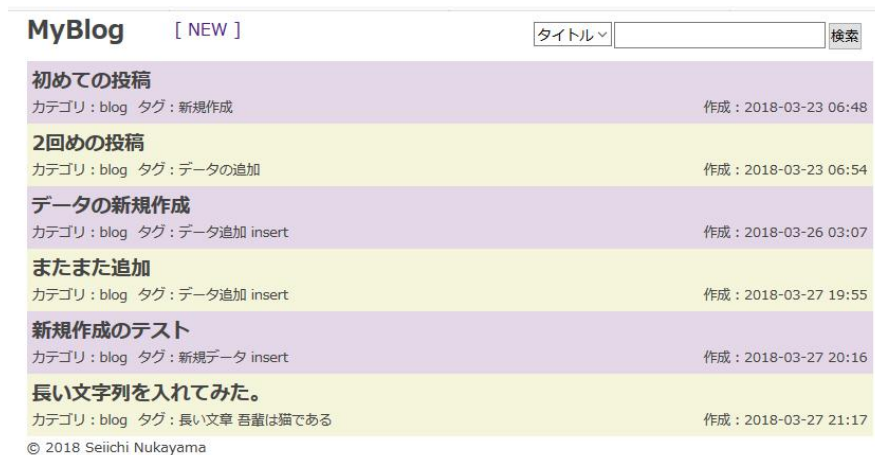 MyBlog [ NEW ] タイトル 検索
初めての投稿
カテゴリ：blog タグ：新規作成 作成：2018-03-23 06:48
2回めの投稿
カテゴリ：blog タグ：データの追加 作成：2018-03-23 06:54
データの新規作成
カテゴリ：blog タグ：データ追加 insert 作成：2018-03-26 03:07
またまた追加
カテゴリ：blog タグ：データ追加 insert 作成：2018-03-27 19:55
新規作成のテスト
カテゴリ：blog タグ：新規データ insert 作成：2018-03-27 20:16
長い文字列を入れてみた。
カテゴリ：blog タグ：長い文章 吾輩は猫である 作成：2018-03-27 21:17
© 2018 Seiichi Nukayama